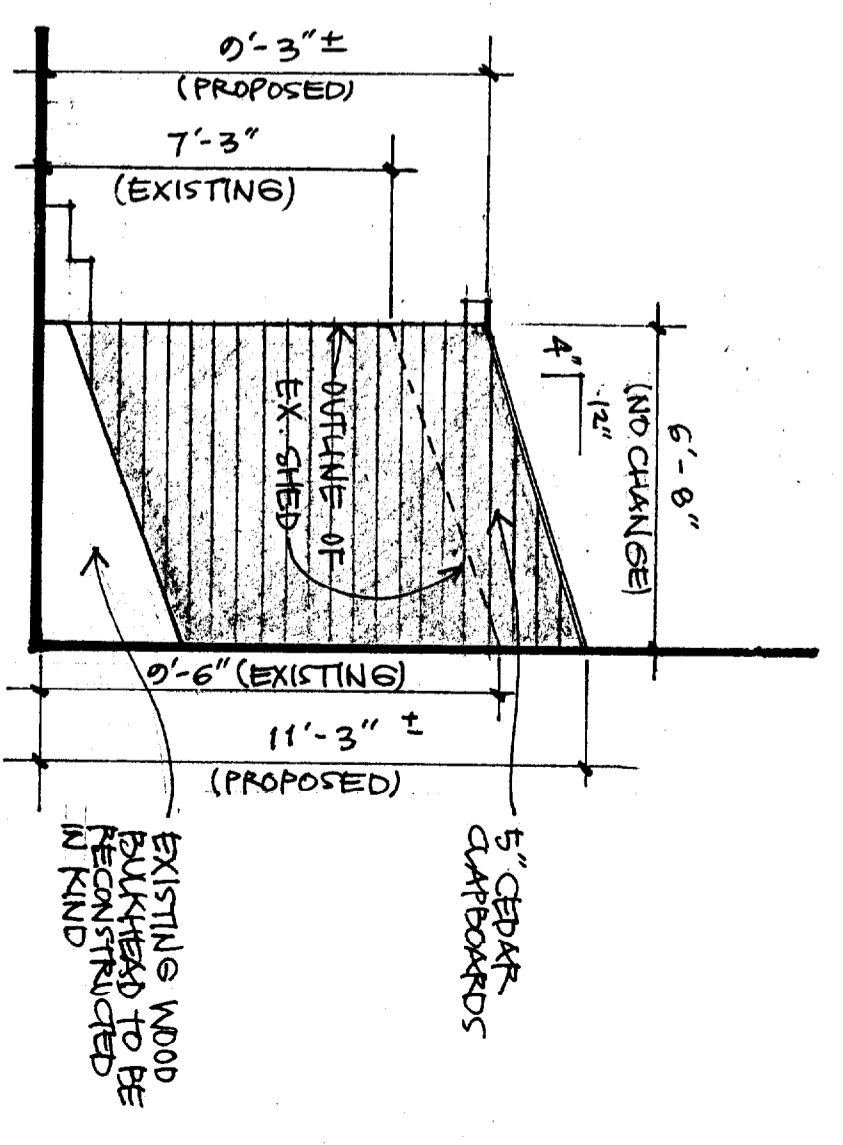 9'-3"±
(PROPOSED)
7'-3"
(EXISTING)
6'-8"
(NO CHANGE)
12"
4"
OUTLINE OF
EX. SHED
9'-6" (EXISTING)
11'-3" ±
(PROPOSED)
5" CEDAR
CLAPBOARDS
EXISTING WOOD
BULKHEAD TO BE
RECONSTRUCTED
IN KIND